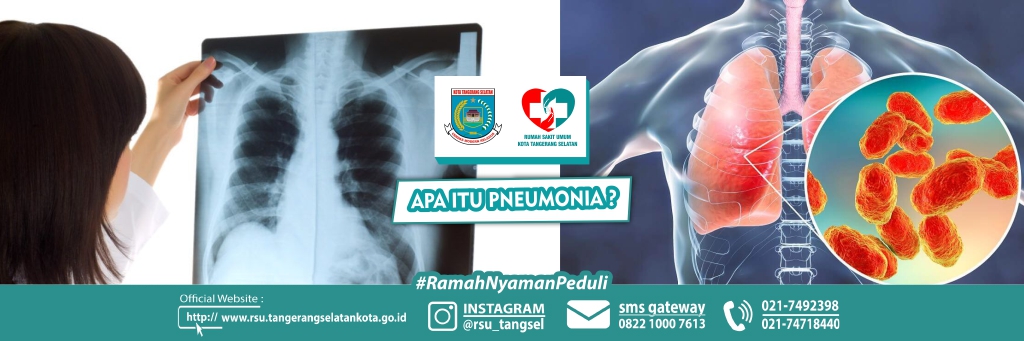 KOTA TANGERANG SELATAN
RUMAH SAKIT UMUM
KOTA TANGERANG SELATAN
APA ITU PNEUMONIA?
#RamahNyamanPeduli
Official Website :
http:// www.rsu.tangerangselatankota.go.id
INSTAGRAM
@rsu_tangsel
sms gateway
0822 1000 7613
021-7492398
021-74718440